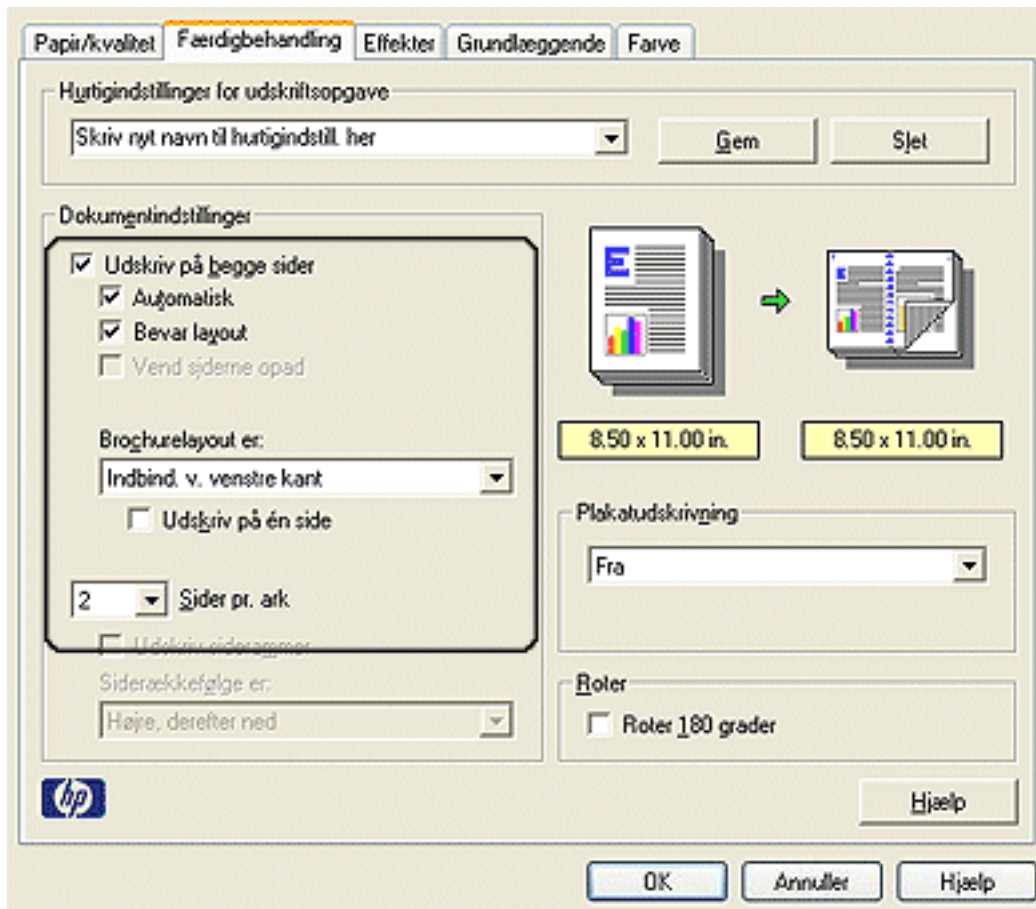 Papir/kvalitet Færdigbehandling Effekter Grundlæggende Farve
Hurtigindstillinger for udskriftsopgave
Skriv nyt navn til hurtigindstill. her Gem Slet
Dokumentindstillinger
Udskriv på begge sider
Automatisk
Bevar layout
Vend siderne opad
Brochurelayout er:
Indbind. v. venstre kant
Udskriv på én side
2 Sider pr. ark
Udskriv siderammer
Siderækkefølge er:
Højre, derefter ned
E
8.50 x 11.00 in. 8.50 x 11.00 in.
Plakatudskrivning
Fra
Roter
Roter 180 grader
hp
Hjælp
OK Annuller Hjælp